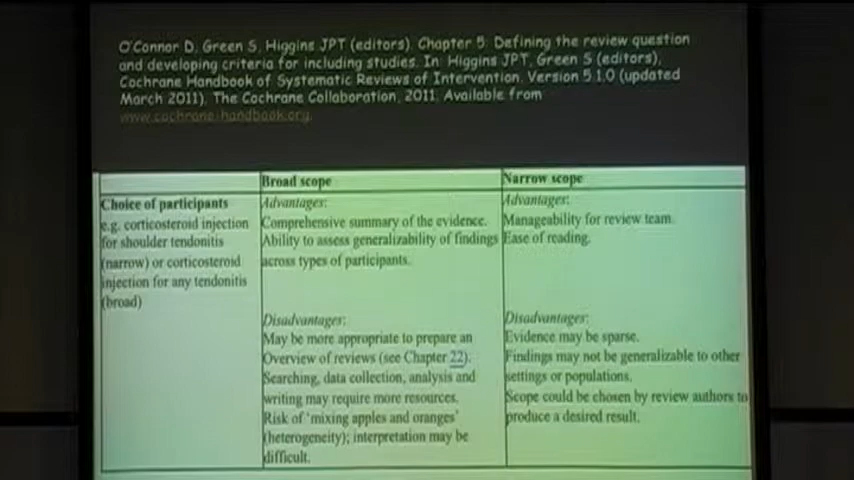 O'Connor D, Green S, Higgins JPT (editors). Chapter 5: Defining the review question
and developing criteria for including studies. In: Higgins JPT, Green S (editors),
Cochrane Handbook of Systematic Reviews of Intervention. Version 5.1.0 (updated
March 2011). The Cochrane Collaboration, 2011. Available from
www.cochrane-handbook.org.
Broad scope
Narrow scope
Choice of participants
e.g. corticosteroid injection
for shoulder tendonitis
(narrow) or corticosteroid
injection for any tendonitis
(broad)
Advantages:
Comprehensive summary of the evidence.
Ability to assess generalizability of findings
across types of participants.
Advantages:
Manageability for review team.
Ease of reading.
Disadvantages:
May be more appropriate to prepare an
Overview of reviews (see Chapter 22).
Searching, data collection, analysis and
writing may require more resources.
Risk of 'mixing apples and oranges'
(heterogeneity); interpretation may be
difficult.
Disadvantages:
Evidence may be sparse.
Findings may not be generalizable to other
settings or populations.
Scope could be chosen by review authors to
produce a desired result.